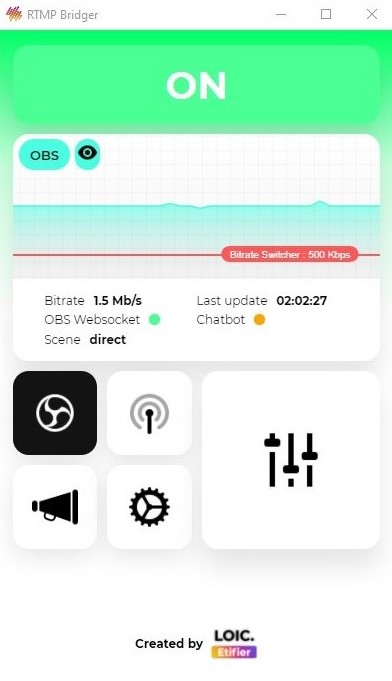 RTMP Bridger
ON
OBS
Bitrate Switcher : 500 Kbps
Bitrate 1.5 Mb/s Last update 02:02:27
OBS Websocket Chatbot
Scene direct
Created by LOIC.
Etifier